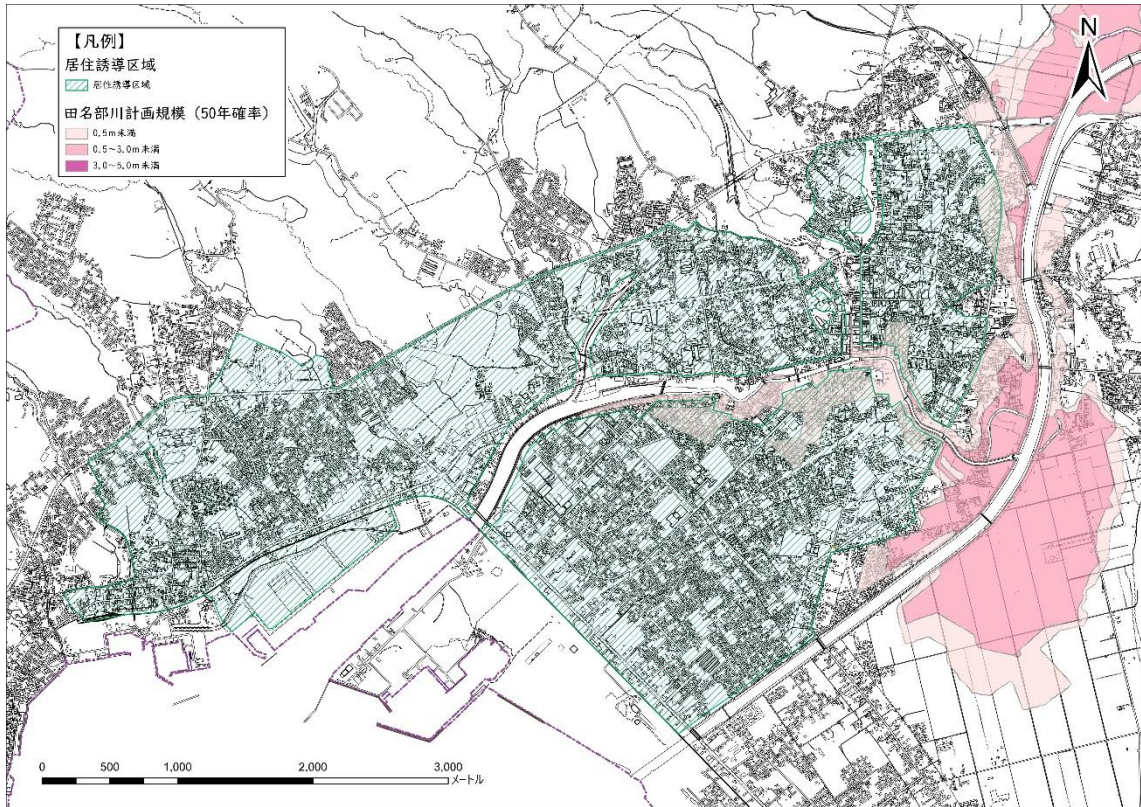 【凡例】
居住誘導区域
居住誘導区域
田名部川計画規模（50年確率）
0.5m未満
0.5～3.0m未満
3.0～5.0m未満
N
0 500 1,000 2,000 3,000
メートル